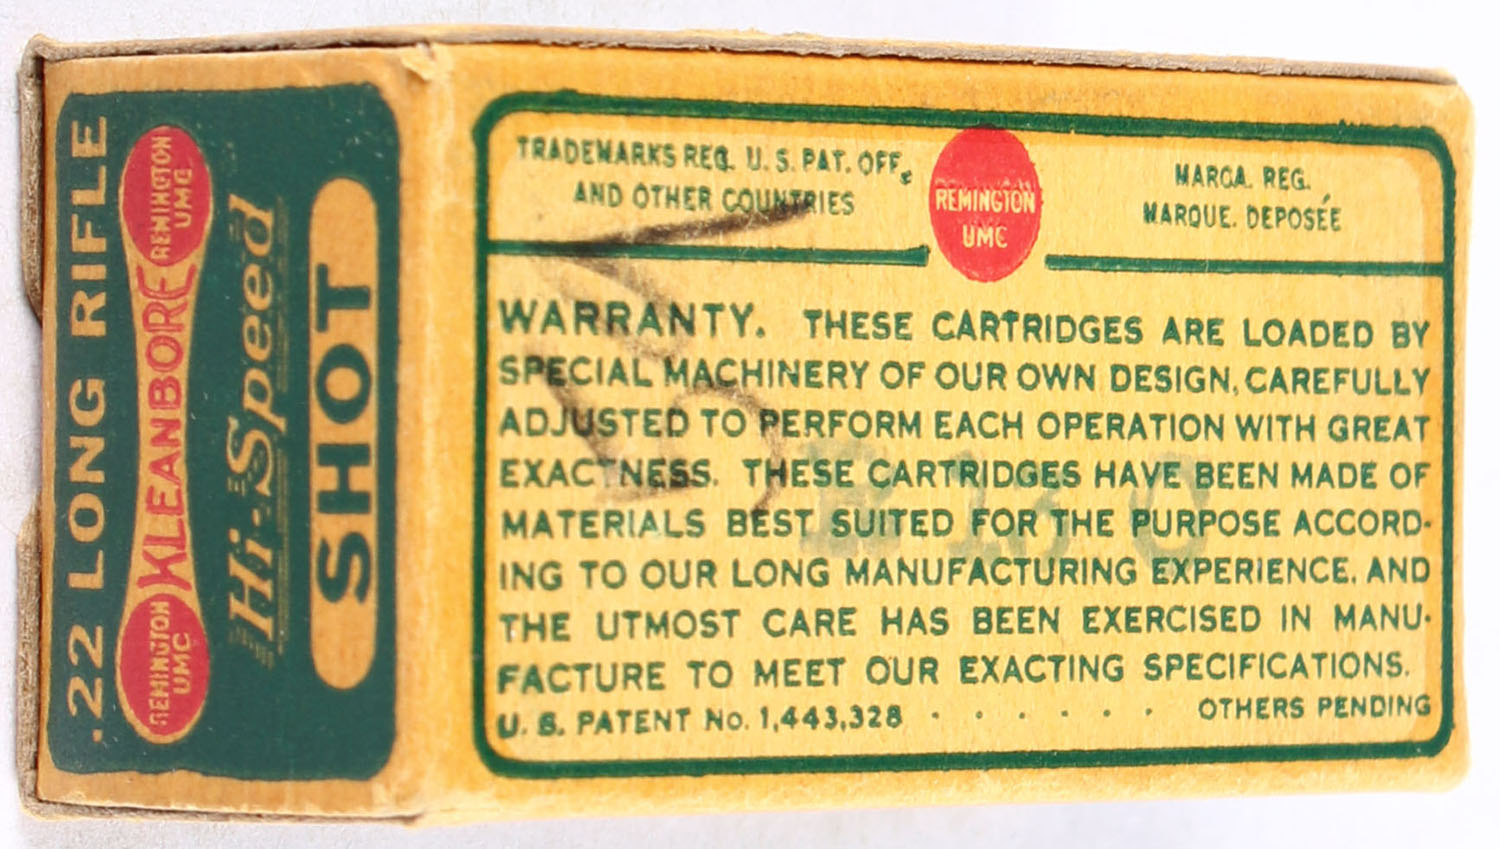 .22 LONG RIFLE
REMINGTON
UMC
KLEANBORE
REMINGTON
UMC
Hi-Speed
SHOT
TRADEMARKS REG. U. S. PAT. OFF.
AND OTHER COUNTRIES
REMINGTON
UMC
MARCA. REG.
MARQUE. DEPOSÉE
WARRANTY. THESE CARTRIDGES ARE LOADED BY
SPECIAL MACHINERY OF OUR OWN DESIGN, CAREFULLY
ADJUSTED TO PERFORM EACH OPERATION WITH GREAT
EXACTNESS. THESE CARTRIDGES HAVE BEEN MADE OF
MATERIALS BEST SUITED FOR THE PURPOSE ACCORD-
ING TO OUR LONG MANUFACTURING EXPERIENCE, AND
THE UTMOST CARE HAS BEEN EXERCISED IN MANU-
FACTURE TO MEET OUR EXACTING SPECIFICATIONS.
U. S. PATENT No. 1,443,328 . . . . . . OTHERS PENDING